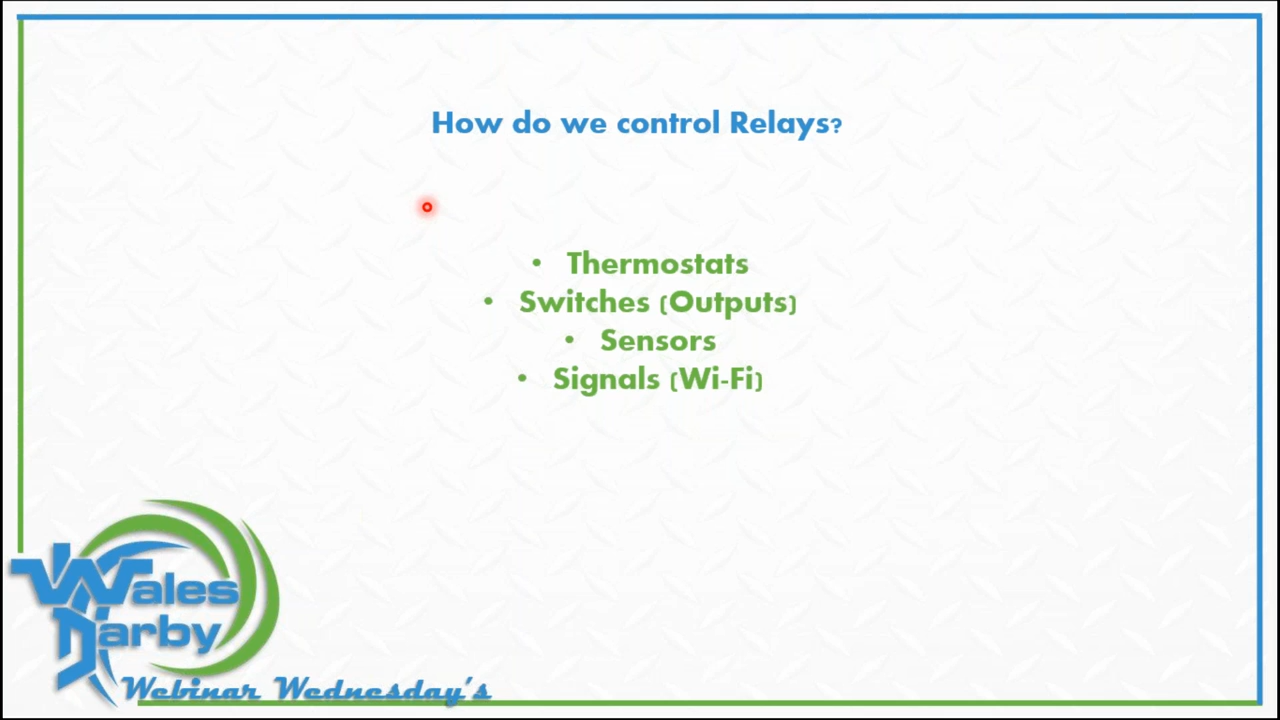 How do we control Relays?
• Thermostats
• Switches (Outputs)
• Sensors
• Signals (Wi-Fi)
Wales
Darby
Webinar Wednesday's